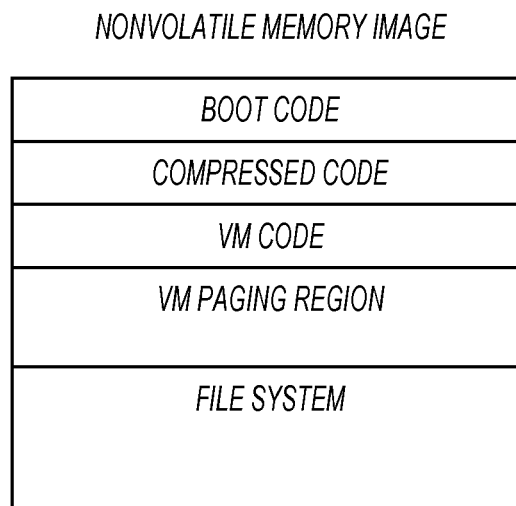 NONVOLATILE MEMORY IMAGE
BOOT CODE
COMPRESSED CODE
VM CODE
VM PAGING REGION
FILE SYSTEM